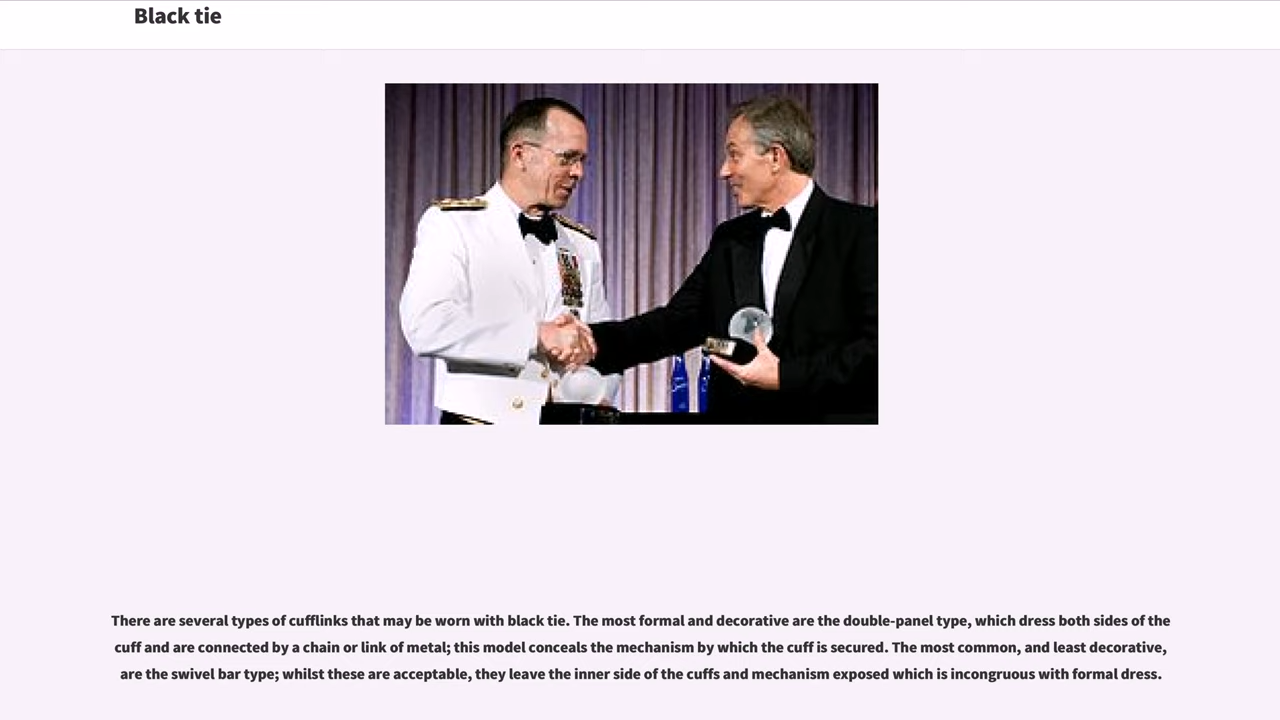 Black tie
There are several types of cufflinks that may be worn with black tie. The most formal and decorative are the double-panel type, which dress both sides of the
cuff and are connected by a chain or link of metal; this model conceals the mechanism by which the cuff is secured. The most common, and least decorative,
are the swivel bar type; whilst these are acceptable, they leave the inner side of the cuffs and mechanism exposed which is incongruous with formal dress.